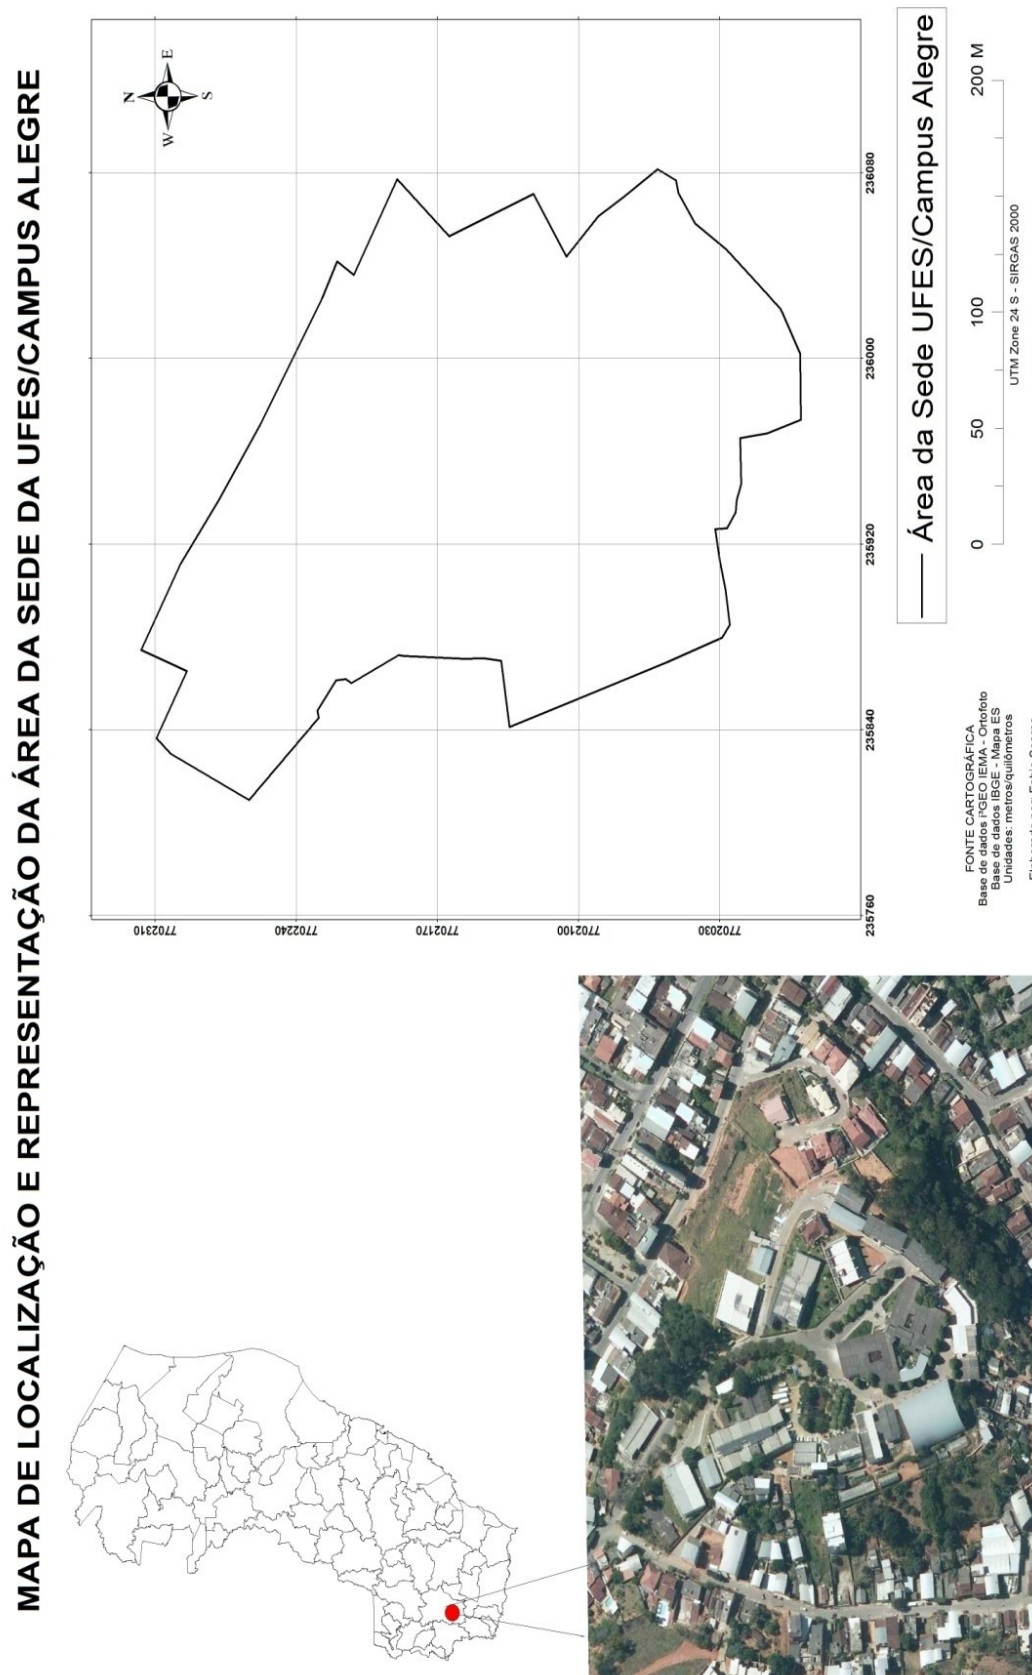 MAPA DE LOCALIZAÇÃO E REPRESENTAÇÃO DA ÁREA DA SEDE DA UFES/CAMPUS ALEGRE
N
W
E
S
7702310
7702240
7702170
7702100
7702030
235760
235840
235920
236000
236080
Área da Sede UFES/Campus Alegre
0
50
100
200 M
UTM Zone 24 S - SIRGAS 2000
FONTE CARTOGRÁFICA
Base de dados I³GEO IEMA - Ortofoto
Base de dados IBGE - Mapa ES
Unidades: metros/quilômetros